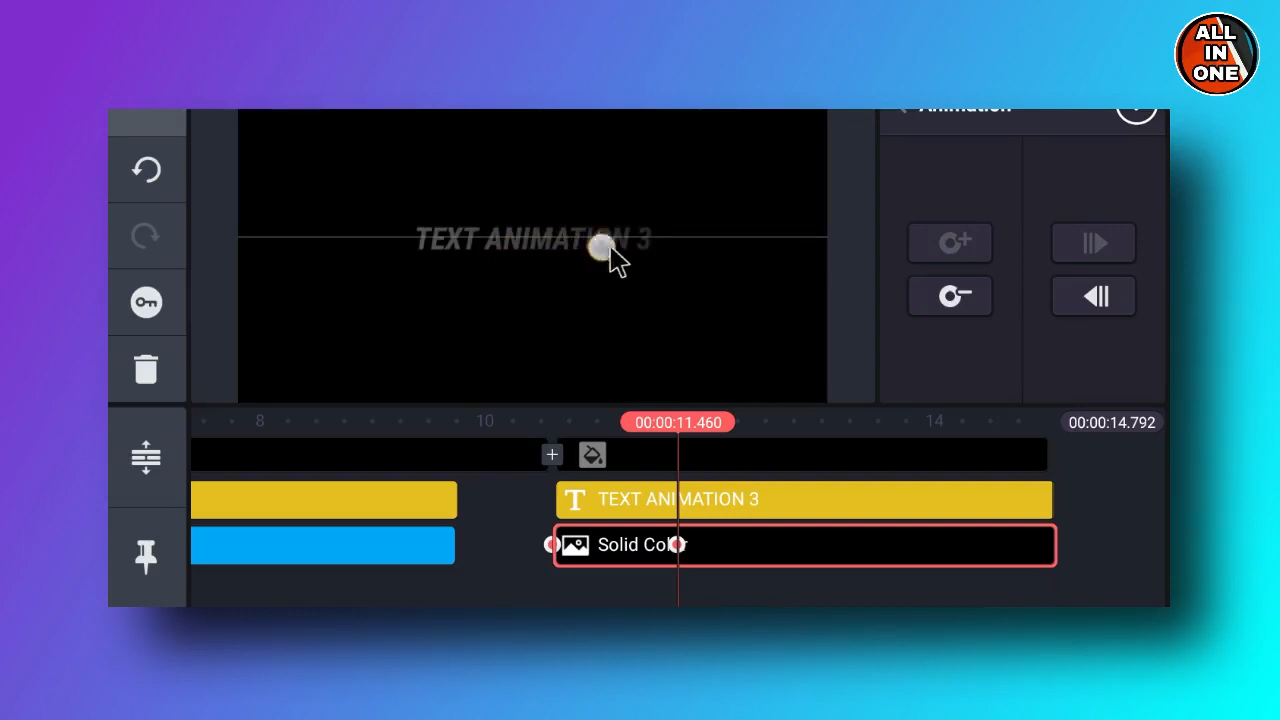 ALL
IN
ONE
Animation
TEXT ANIMATION 3
8
10
00:00:11.460
14
00:00:14.792
TEXT ANIMATION 3
Solid Color